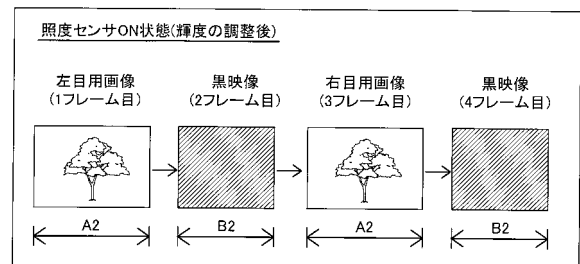 照度センサON状態(輝度の調整後)
左目用画像
(1フレーム目)
黒映像
(2フレーム目)
右目用画像
(3フレーム目)
黒映像
(4フレーム目)
A2
B2
A2
B2